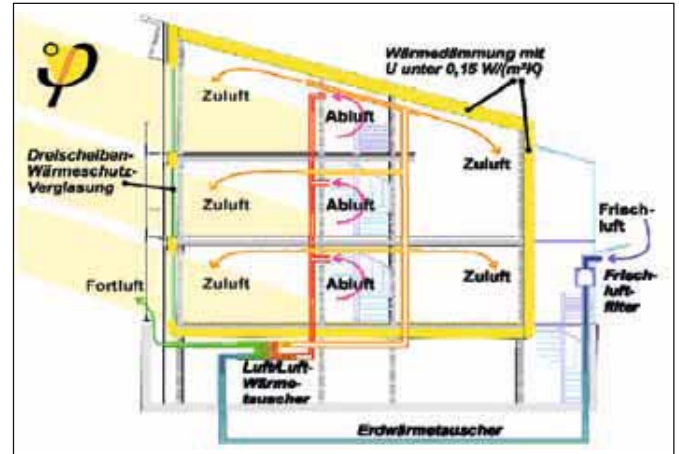 Wärmedämmung mit
U unter 0,15 W/(m²K)
Zuluft
Abluft
Zuluft
Dreischeiben-
Wärmeschutz-
Verglasung
Zuluft
Abluft
Frisch-
luft
Zuluft
Abluft
Zuluft
Fortluft
Frisch-
luft-
filter
Luft/Luft-
Wärme-
tauscher
Erdwärmetauscher